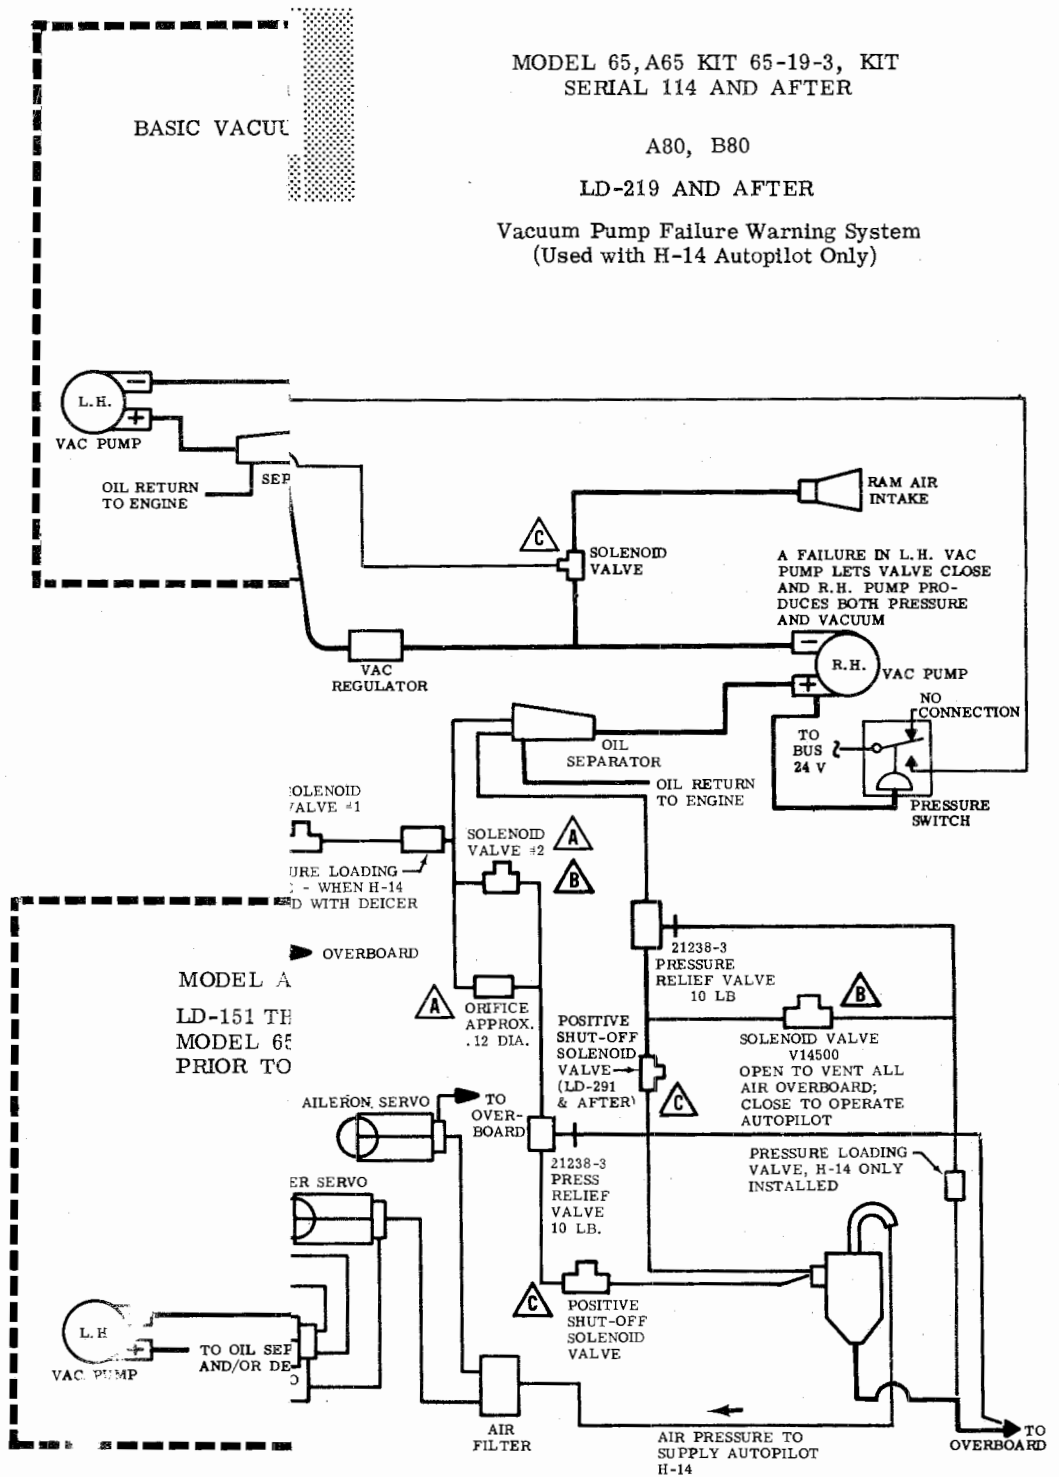 MODEL 65, A65 KIT 65-19-3, KIT
SERIAL 114 AND AFTER
A80, B80
LD-219 AND AFTER
Vacuum Pump Failure Warning System
(Used with H-14 Autopilot Only)
BASIC
L.H.
−
+
VAC PUMP
OIL RETURN
TO ENGINE
RAM AIR
INTAKE
C
SOLENOID
VALVE
A FAILURE IN L.H. VAC
PUMP LETS VALVE CLOSE
AND R.H. PUMP PRO-
DUCES BOTH PRESSURE
AND VACUUM
−
R.H.
+
VAC PUMP
VAC
REGULATOR
NO
CONNECTION
TO
BUS
24 V
PRESSURE
SWITCH
OIL
SEPARATOR
OIL RETURN
TO ENGINE
#1
SOLENOID
VALVE #2
A
B
LOADING
- WHEN H-14
WITH DEICER
OVERBOARD
21238-3
PRESSURE
RELIEF VALVE
10 LB
A
ORIFICE
APPROX.
.12 DIA.
B
SOLENOID VALVE
V14500
OPEN TO VENT ALL
AIR OVERBOARD;
CLOSE TO OPERATE
AUTOPILOT
POSITIVE
SHUT-OFF
SOLENOID
VALVE
(LD-291
& AFTER)
C
MODEL
LD-151
MODEL
PRIOR TO
AILERON SERVO
TO
OVER-
BOARD
21238-3
PRESS
RELIEF
VALVE
10 LB.
PRESSURE LOADING
VALVE, H-14 ONLY
INSTALLED
SERVO
C
POSITIVE
SHUT-OFF
SOLENOID
VALVE
L.H
+
VAC. PUMP
TO OIL
AND/OR
AIR
FILTER
AIR PRESSURE TO
SUPPLY AUTOPILOT
H-14
TO
OVERBOARD